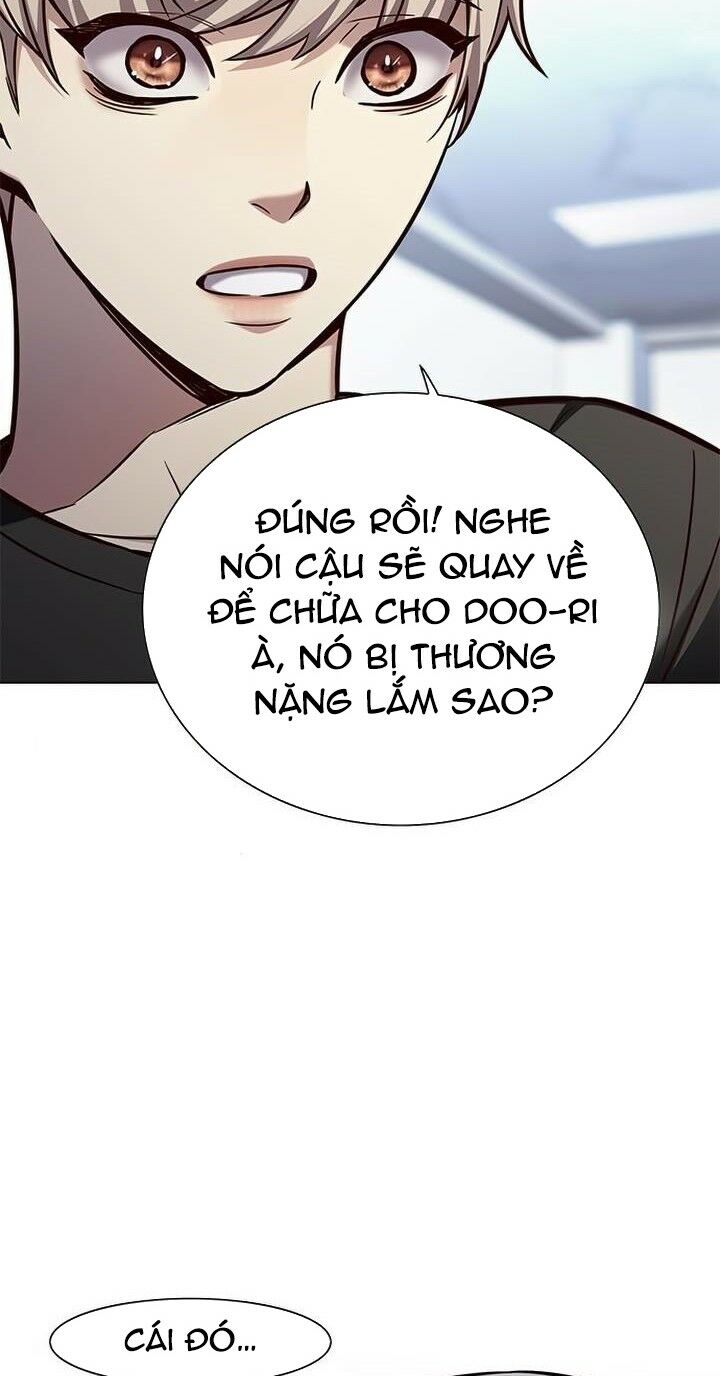 ĐÚNG RỒI! NGHE
NÓI CẬU SẼ QUAY VỀ
ĐỂ CHỮA CHO DOO-RI
À, NÓ BỊ THƯƠNG
NẶNG LẮM SAO?
CÁI ĐÓ...